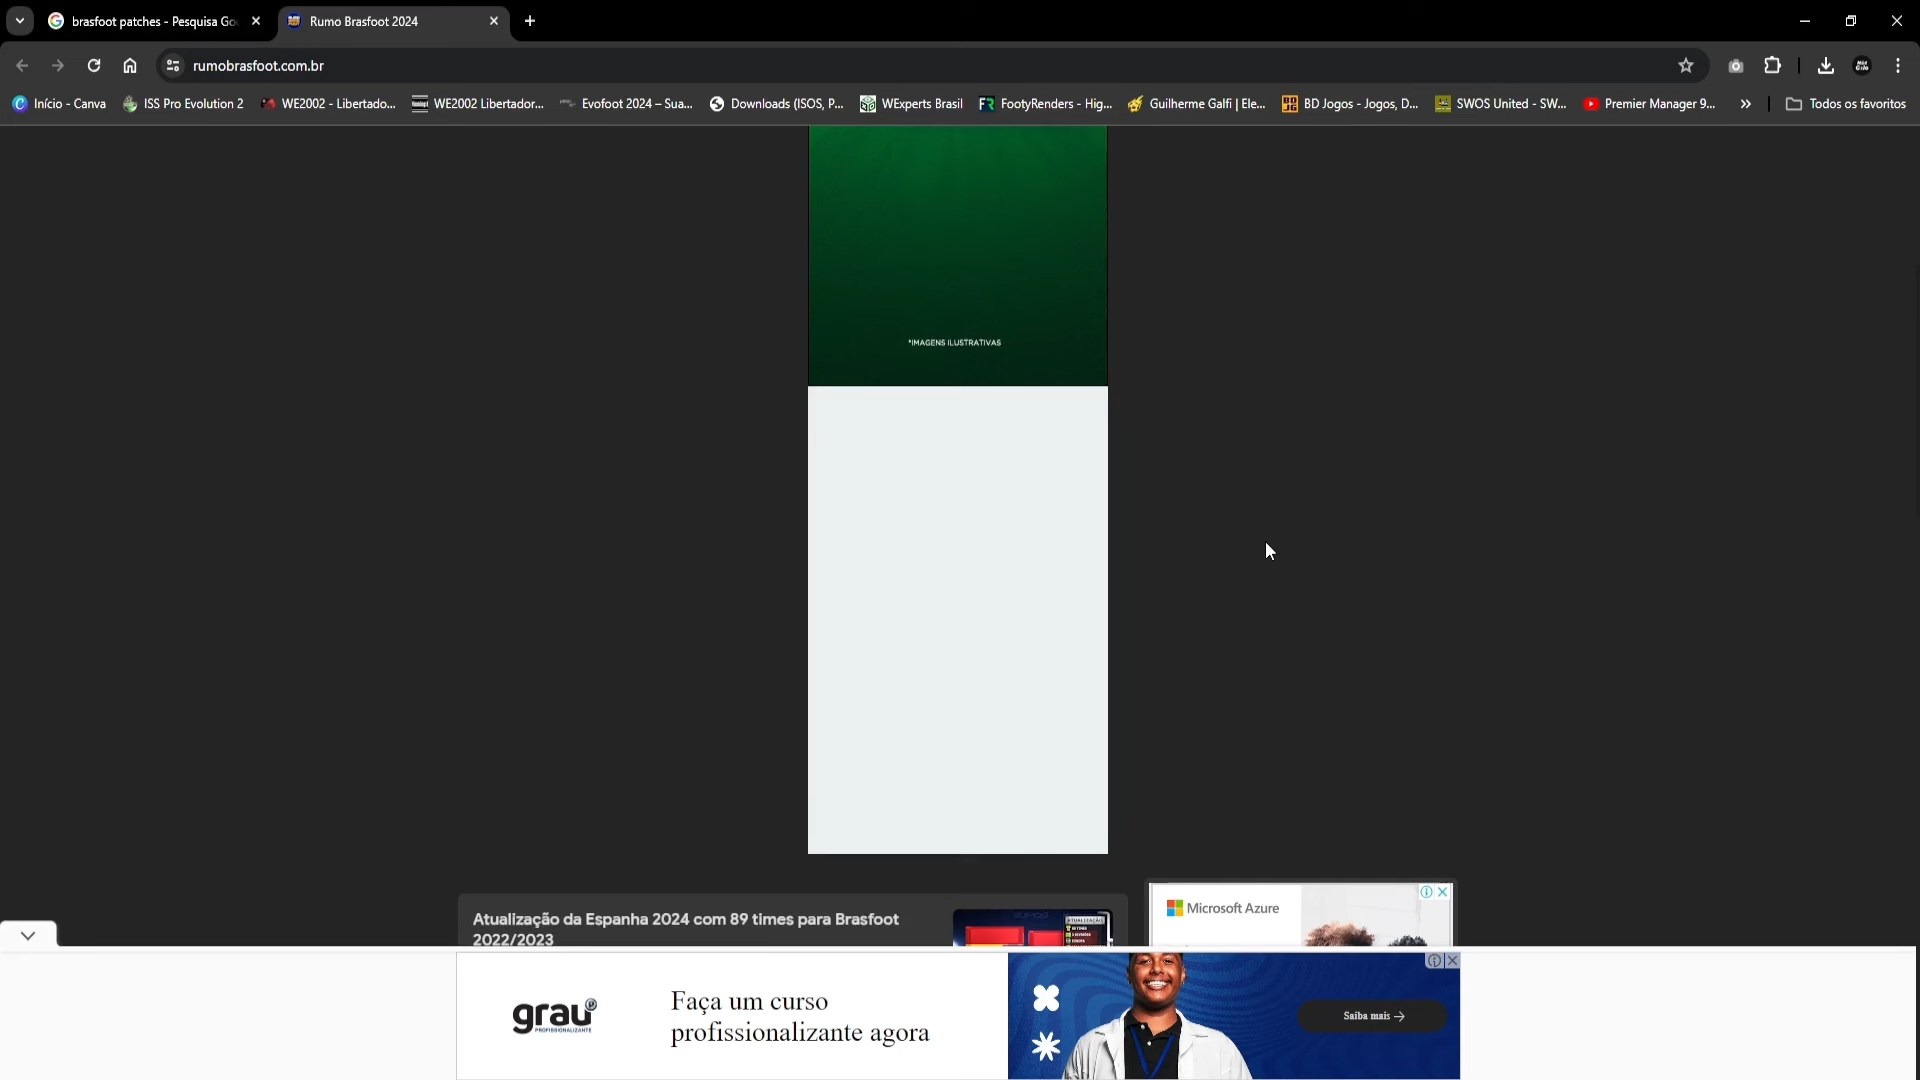 brasfoot patches - Pesquisa Go
Rumo Brasfoot 2024
rumobrasfoot.com.br
Início - Canva
ISS Pro Evolution 2
WE2002 - Libertado...
WE2002 Libertador...
Evofoot 2024 – Sua...
Downloads (ISOS, P...
WExperts Brasil
FootyRenders - Hig...
Guilherme Galfi | Ele...
BD Jogos - Jogos, D...
SWOS United - SW...
Premier Manager 9...
»
Todos os favoritos
*IMAGENS ILUSTRATIVAS
Atualização da Espanha 2024 com 89 times para Brasfoot
2022/2023
Microsoft Azure
grau
PROFISSIONALIZANTE
Faça um curso
profissionalizante agora
Saiba mais →